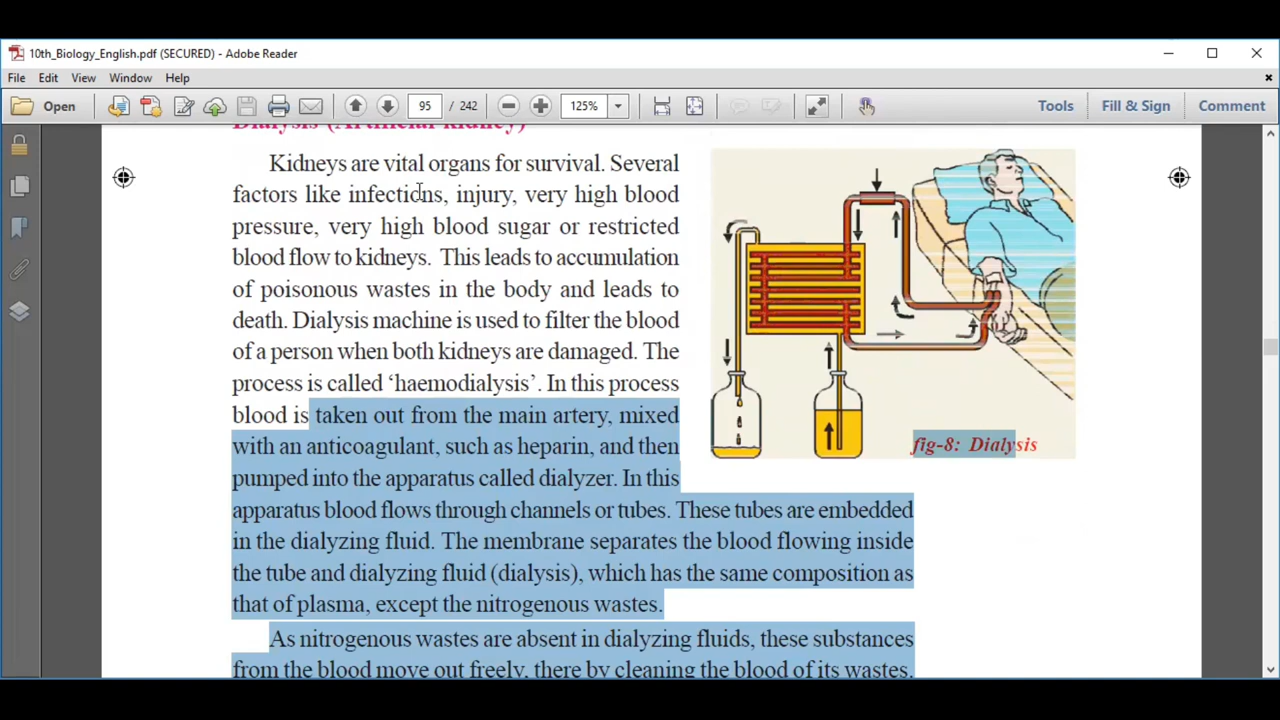 10th_Biology_English.pdf (SECURED) - Adobe Reader
File Edit View Window Help
Open 95 / 242 125% Tools Fill & Sign Comment
Dialysis (Artificial kidney)
Kidneys are vital organs for survival. Several
factors like infections, injury, very high blood
pressure, very high blood sugar or restricted
blood flow to kidneys. This leads to accumulation
of poisonous wastes in the body and leads to
death. Dialysis machine is used to filter the blood
of a person when both kidneys are damaged. The
process is called ‘haemodialysis’. In this process
blood is taken out from the main artery, mixed
with an anticoagulant, such as heparin, and then
pumped into the apparatus called dialyzer. In this
apparatus blood flows through channels or tubes. These tubes are embedded
in the dialyzing fluid. The membrane separates the blood flowing inside
the tube and dialyzing fluid (dialysis), which has the same composition as
that of plasma, except the nitrogenous wastes.
As nitrogenous wastes are absent in dialyzing fluids, these substances
from the blood move out freely, there by cleaning the blood of its wastes.
fig-8: Dialysis